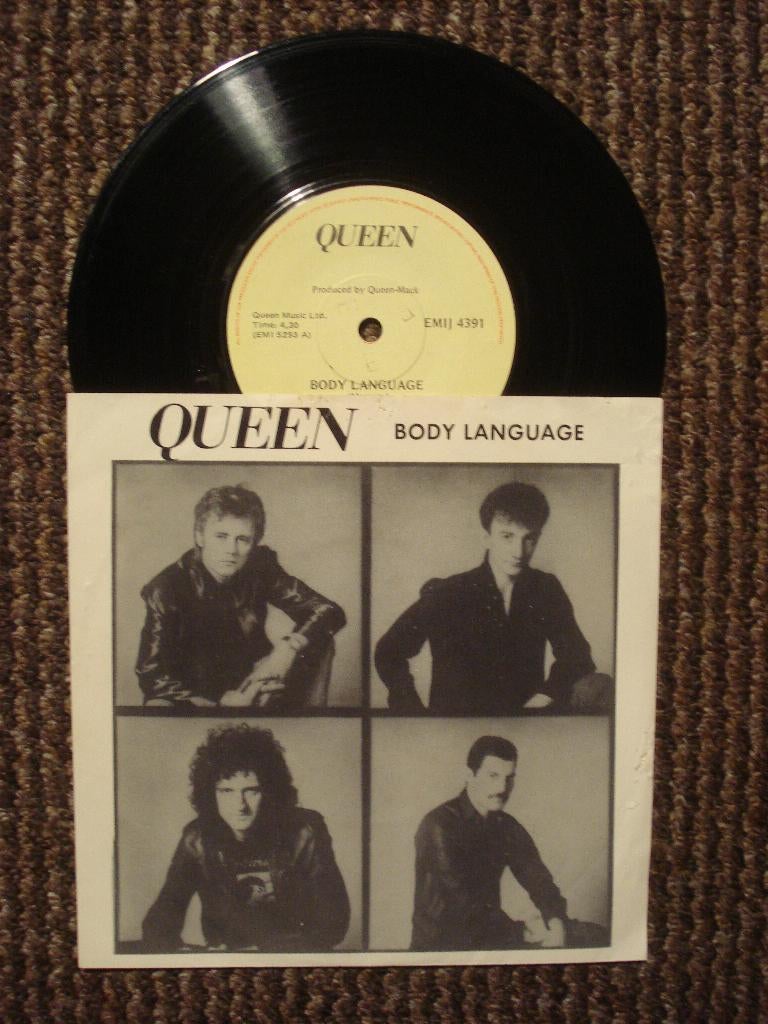 QUEEN
Produced by Queen-Mack
Queen Music Ltd.
Time: 4,30
(EMI 5293 A)
EMIJ 4391
BODY LANGUAGE
QUEEN BODY LANGUAGE